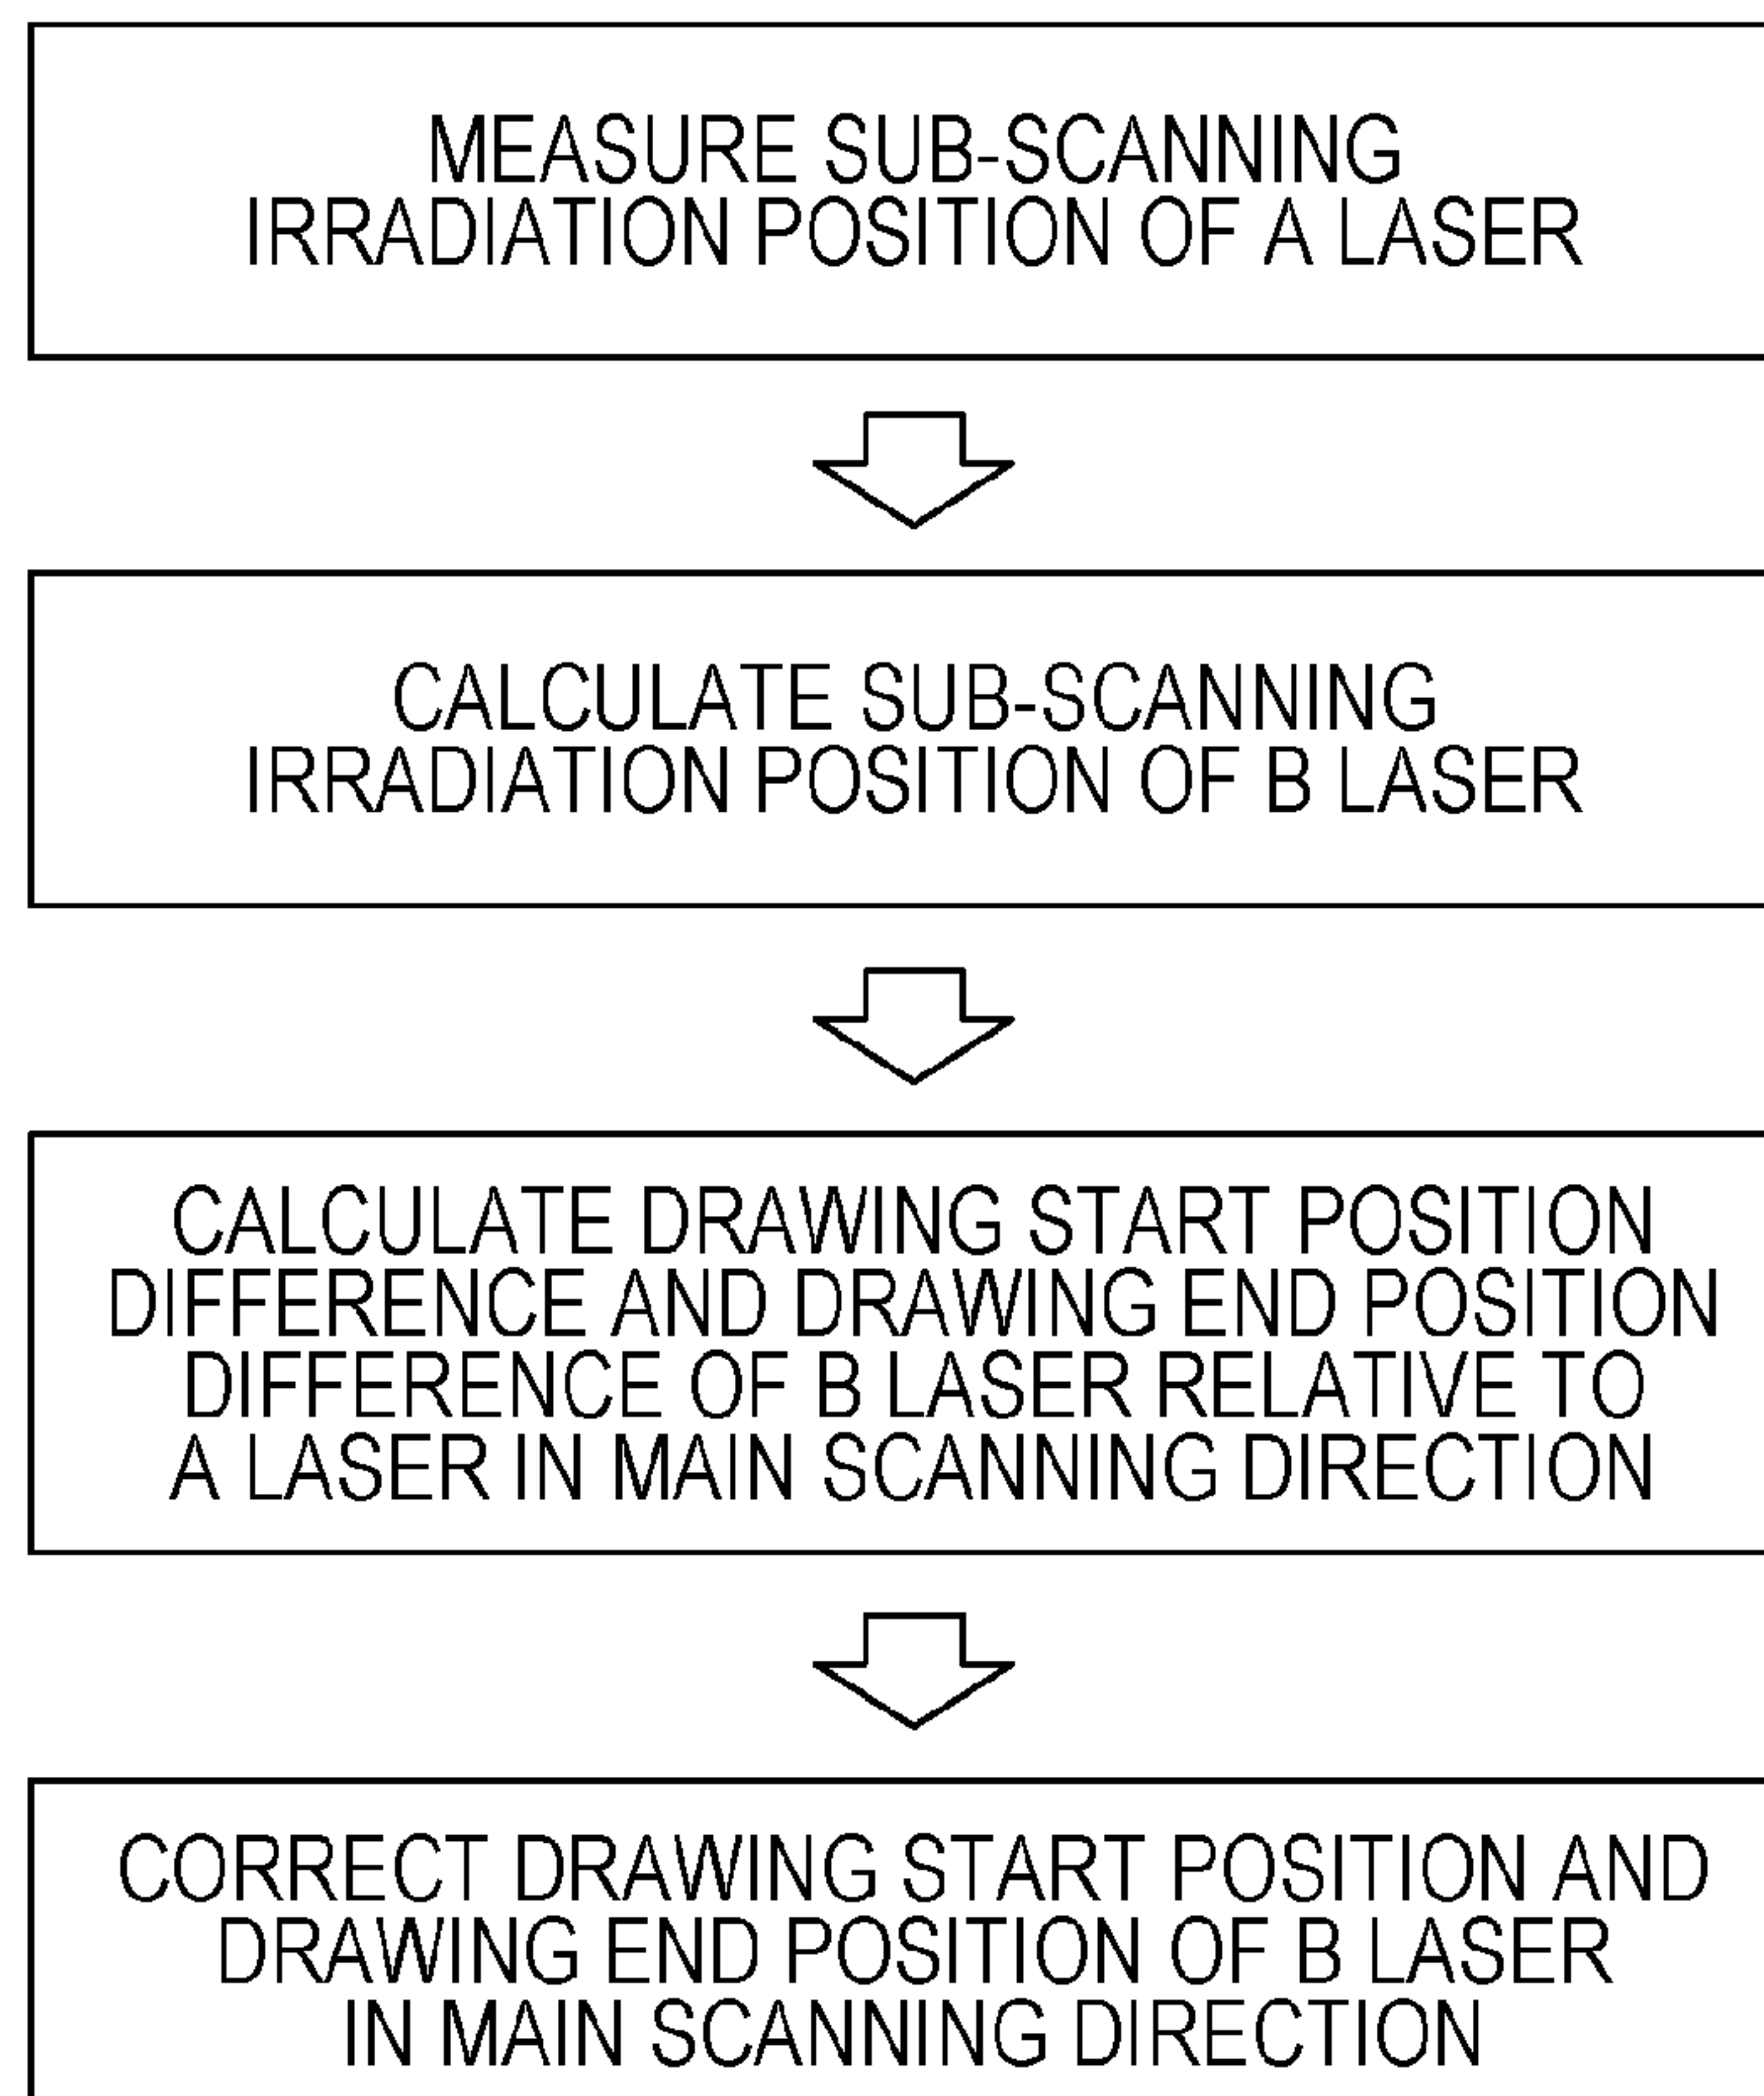 MEASURE SUB-SCANNING
IRRADIATION POSITION OF A LASER
CALCULATE SUB-SCANNING
IRRADIATION POSITION OF B LASER
CALCULATE DRAWING START POSITION
DIFFERENCE AND DRAWING END POSITION
DIFFERENCE OF B LASER RELATIVE TO
A LASER IN MAIN SCANNING DIRECTION
CORRECT DRAWING START POSITION AND
DRAWING END POSITION OF B LASER
IN MAIN SCANNING DIRECTION